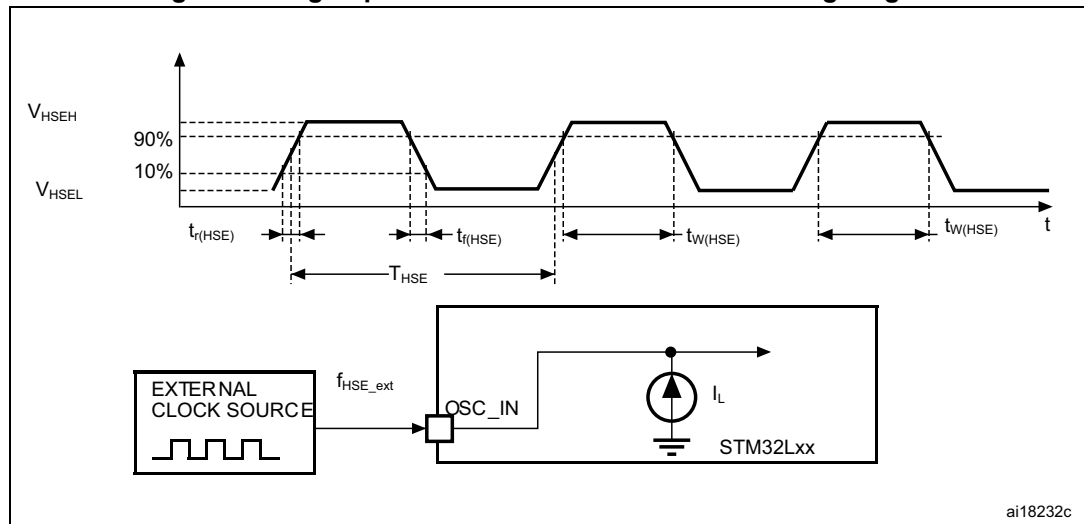 V_HSEH
90%
10%
V_HSEL
t_r(HSE)
t_f(HSE)
t_W(HSE)
t_W(HSE)
t
T_HSE
EXTERNAL
CLOCK SOURCE
f_HSE_ext
OSC_IN
I_L
STM32Lxx
ai18232c